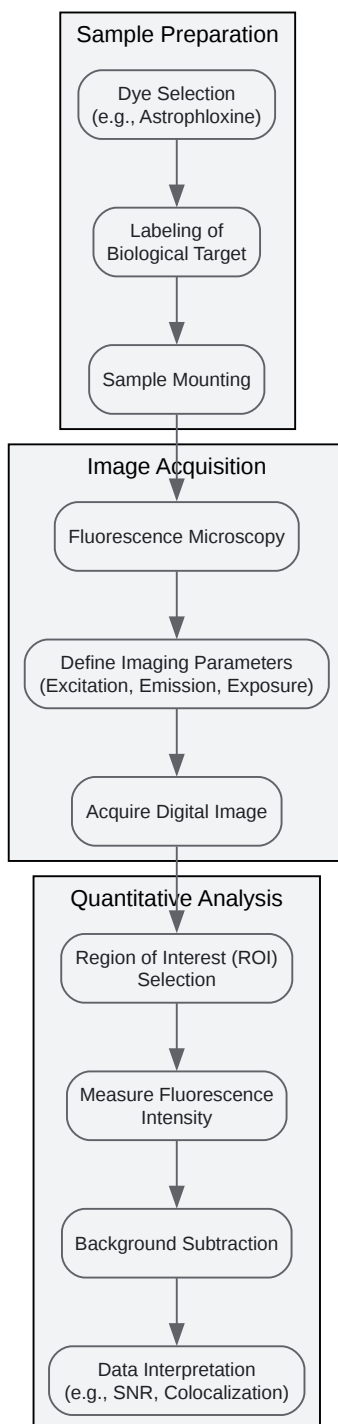 Sample Preparation
Dye Selection
(e.g., Astrophloxine)
Labeling of
Biological Target
Sample Mounting
Image Acquisition
Fluorescence Microscopy
Define Imaging Parameters
(Excitation, Emission, Exposure)
Acquire Digital Image
Quantitative Analysis
Region of Interest (ROI)
Selection
Measure Fluorescence
Intensity
Background Subtraction
Data Interpretation
(e.g., SNR, Colocalization)